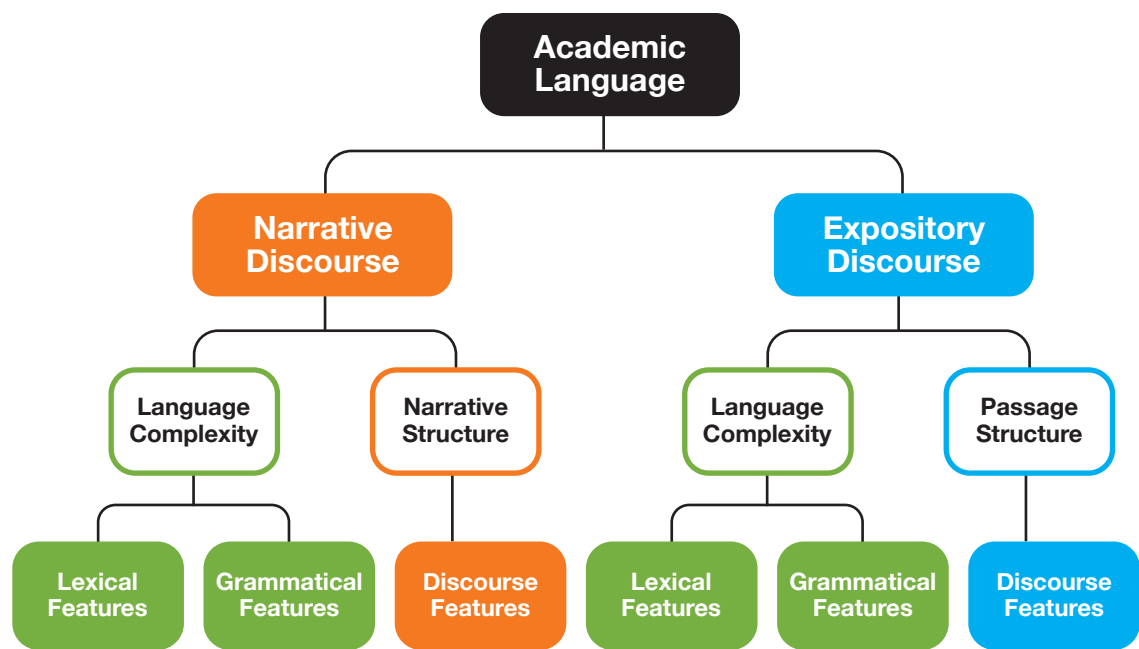 Academic
Language
Narrative
Discourse
Expository
Discourse
Language
Complexity
Narrative
Structure
Language
Complexity
Passage
Structure
Lexical
Features
Grammatical
Features
Discourse
Features
Lexical
Features
Grammatical
Features
Discourse
Features